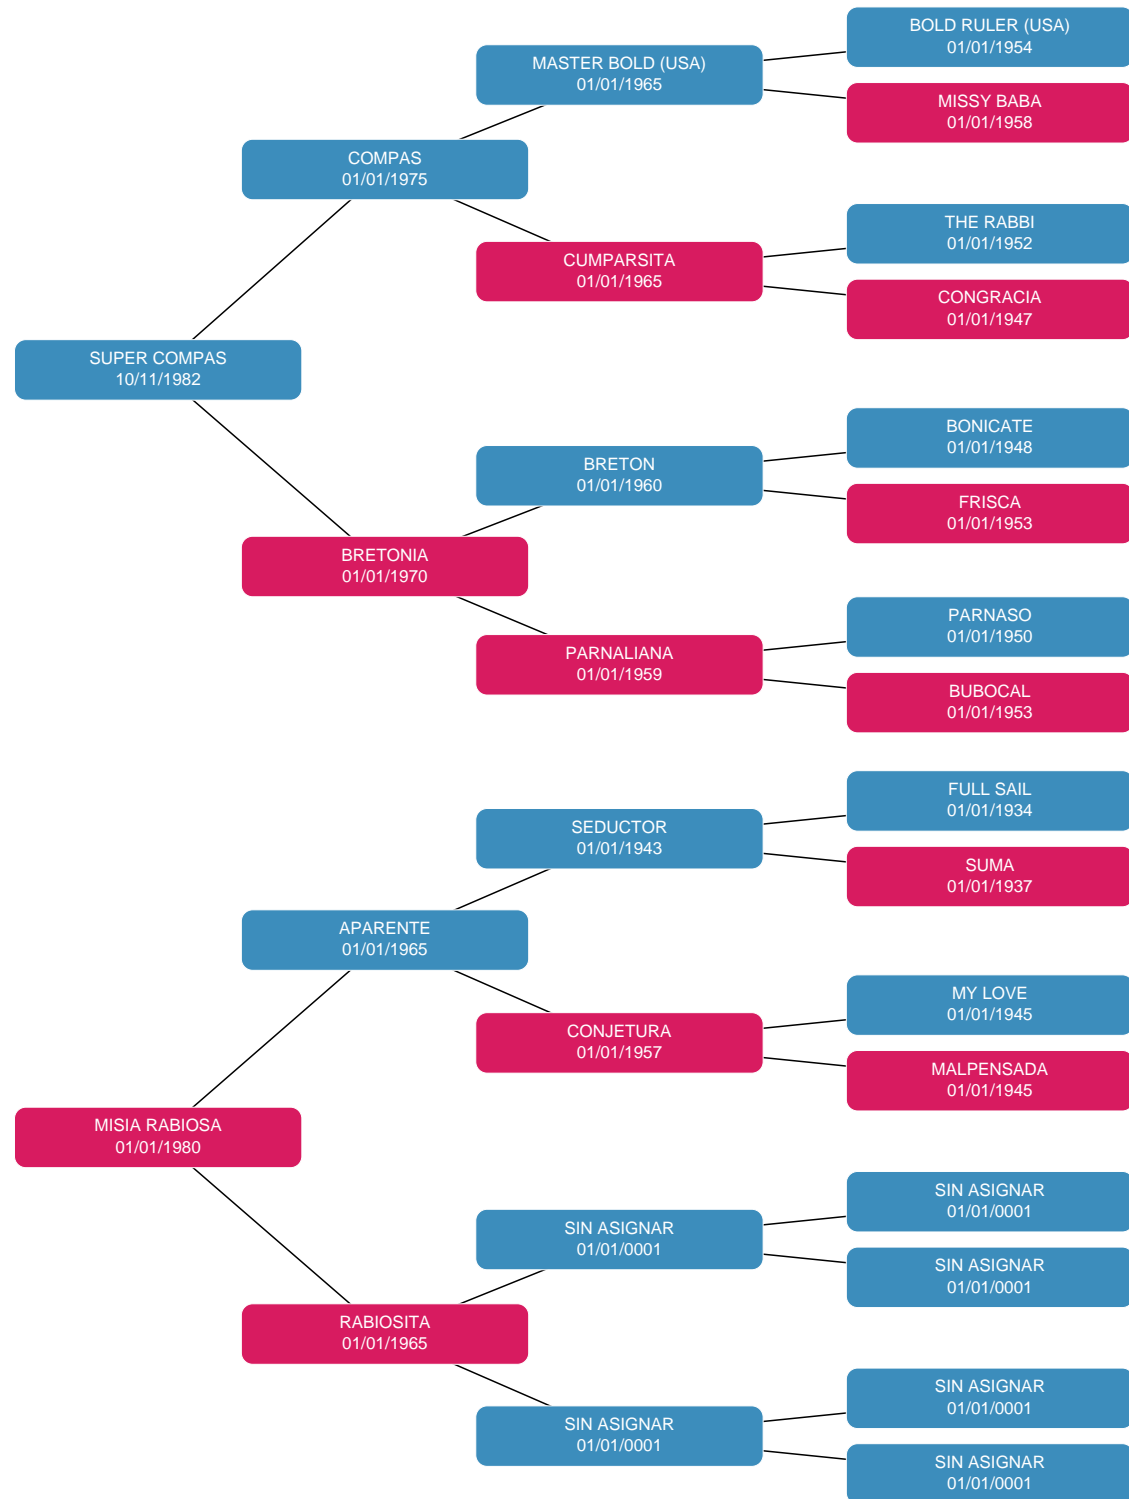 BOLD RULER (USA)
01/01/1954
MASTER BOLD (USA)
01/01/1965
MISSY BABA
01/01/1958
COMPAS
01/01/1975
THE RABBI
01/01/1952
CUMPARSITA
01/01/1965
CONGRACIA
01/01/1947
SUPER COMPAS
10/11/1982
BONICATE
01/01/1948
BRETON
01/01/1960
FRISCA
01/01/1953
BRETONIA
01/01/1970
PARNASO
01/01/1950
PARNALIANA
01/01/1959
BUBOCAL
01/01/1953
FULL SAIL
01/01/1934
SEDUCTOR
01/01/1943
SUMA
01/01/1937
APARENTE
01/01/1965
MY LOVE
01/01/1945
CONJETURA
01/01/1957
MALPENSADA
01/01/1945
MISIA RABIOSA
01/01/1980
SIN ASIGNAR
01/01/0001
SIN ASIGNAR
01/01/0001
SIN ASIGNAR
01/01/0001
RABIOSITA
01/01/1965
SIN ASIGNAR
01/01/0001
SIN ASIGNAR
01/01/0001
SIN ASIGNAR
01/01/0001